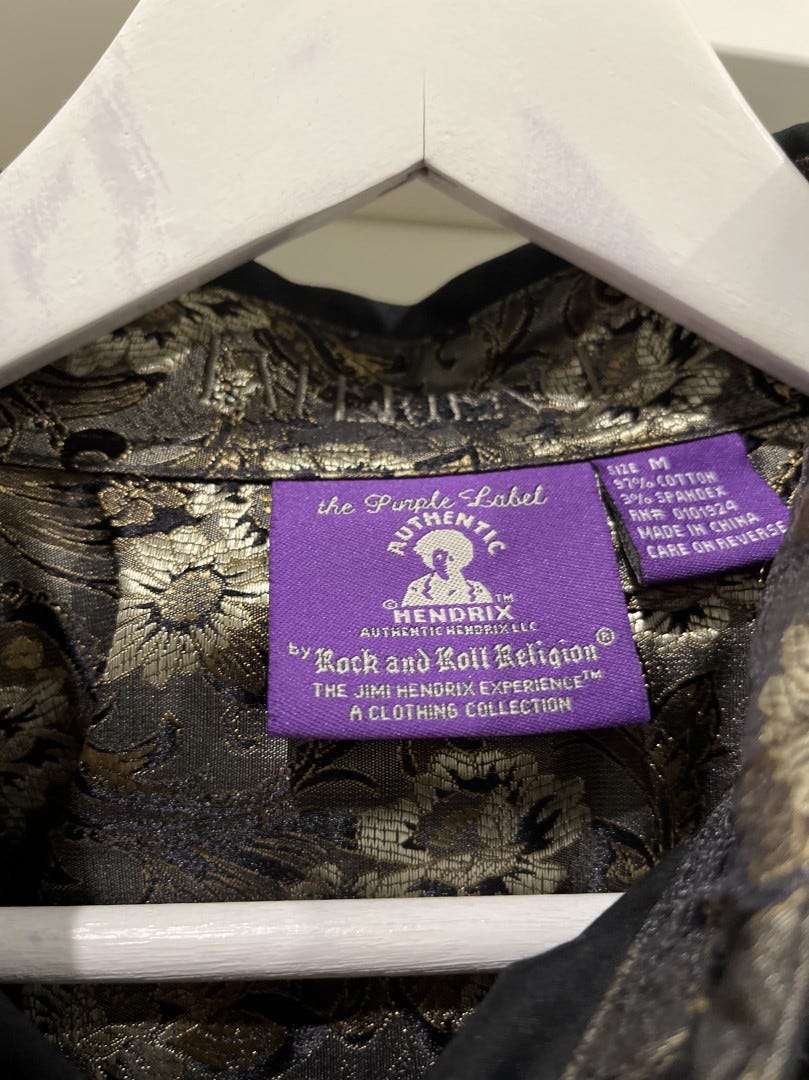 the Purple Label
AUTHENTIC
© ™
HENDRIX
AUTHENTIC HENDRIX LLC
by Rock and Roll Religion®
THE JIMI HENDRIX EXPERIENCE™
A CLOTHING COLLECTION
SIZE M
97% COTTON
3% SPANDEX
RN# 0101924
MADE IN CHINA
CARE ON REVERSE